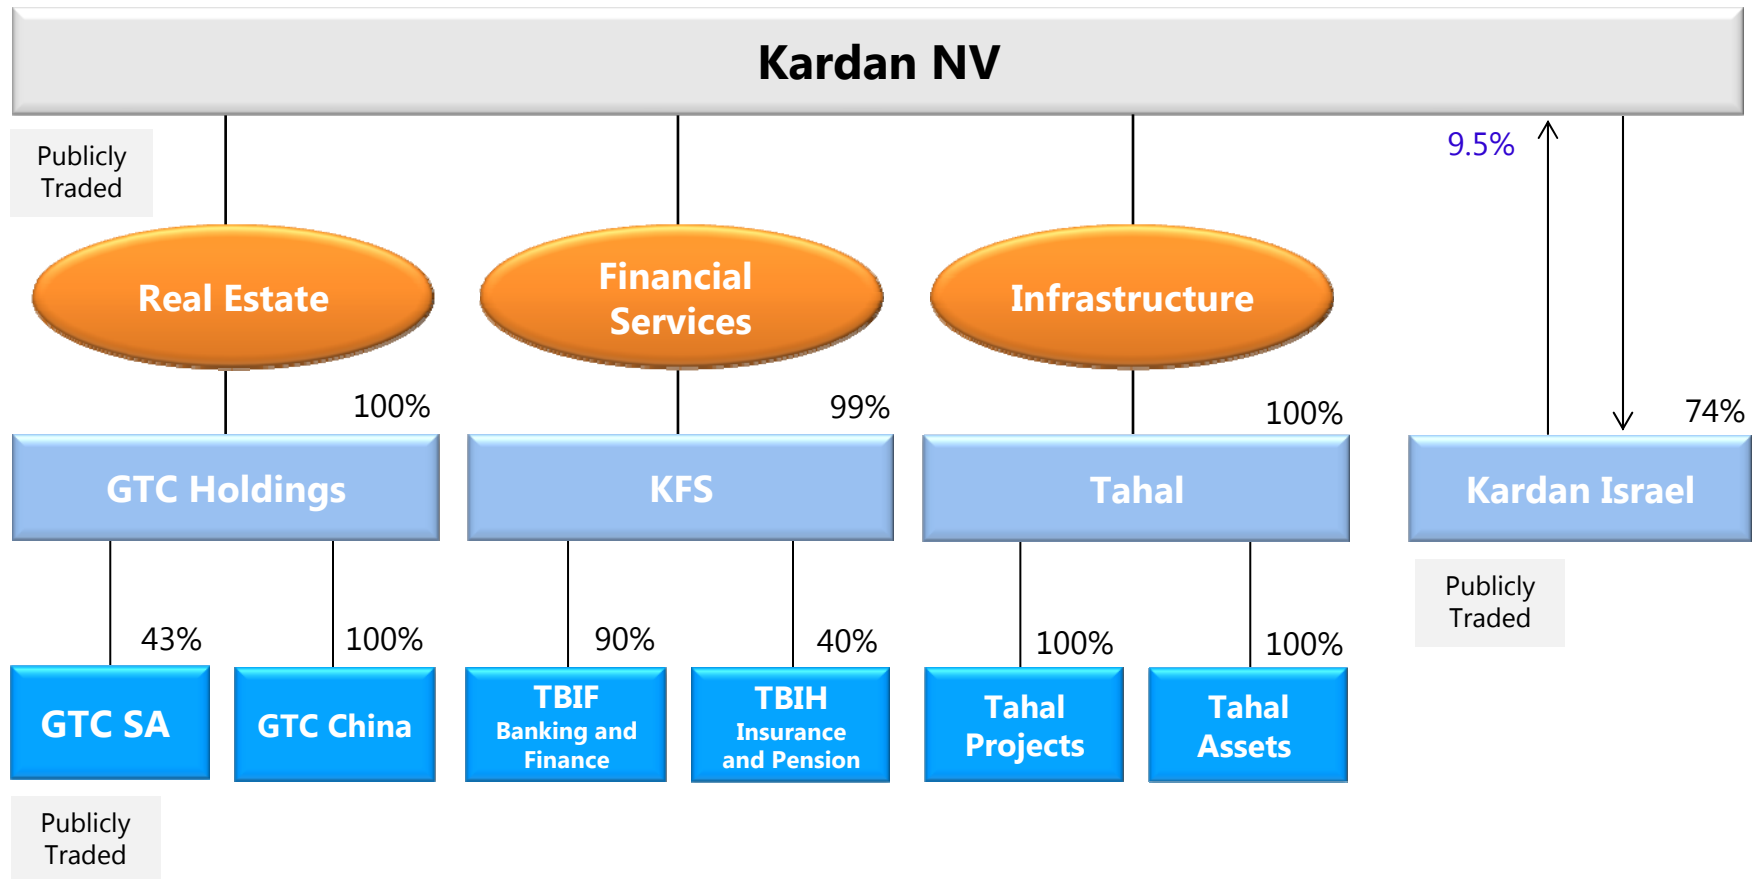 Kardan NV
Publicly
Traded
9.5%
Real Estate
Financial
Services
Infrastructure
100%
99%
100%
74%
GTC Holdings
KFS
Tahal
Kardan Israel
Publicly
Traded
43%
100%
90%
40%
100%
100%
GTC SA
GTC China
TBIF
Banking and
Finance
TBIH
Insurance
and Pension
Tahal
Projects
Tahal
Assets
Publicly
Traded